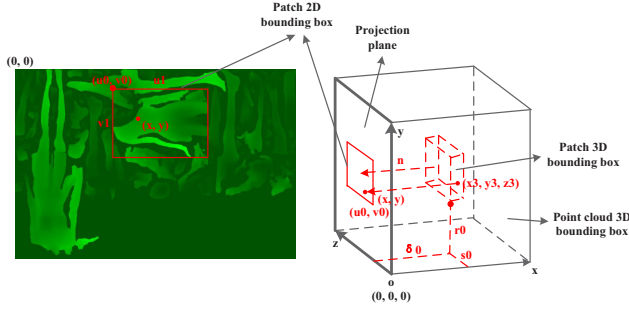 Patch 2D
bounding box
Projection
plane
(0, 0)
(u0, v0)
u1
v1
(x, y)
y
n
Patch 3D
bounding box
(x3, y3, z3)
(x, y)
(u0, v0)
r0
Point cloud 3D
bounding box
z
δ0
s0
x
o
(0, 0, 0)